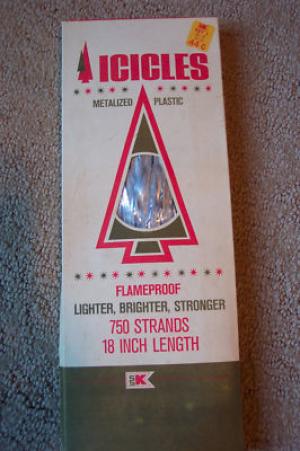 ICICLES
METALIZED PLASTIC
FLAMEPROOF
LIGHTER, BRIGHTER, STRONGER
750 STRANDS
18 INCH LENGTH
K